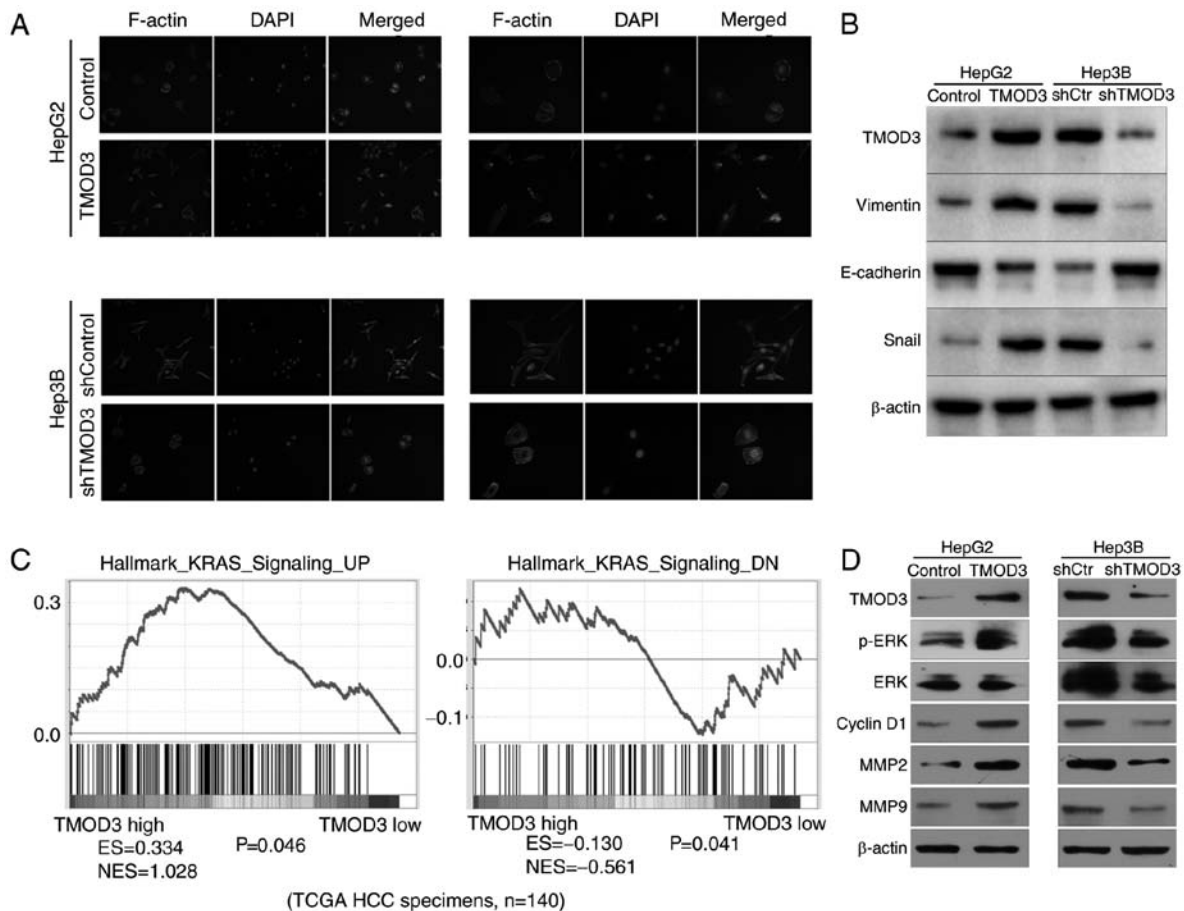 A
F-actin DAPI Merged F-actin DAPI Merged
HepG2
Control
TMOD3
Hep3B
shControl
shTMOD3
B
HepG2 Hep3B
Control TMOD3 shCtr shTMOD3
TMOD3
Vimentin
E-cadherin
Snail
β-actin
C
Hallmark_KRAS_Signaling_UP
0.3
0.0
TMOD3 high TMOD3 low
ES=0.334 P=0.046
NES=1.028
Hallmark_KRAS_Signaling_DN
0.0
-0.1
TMOD3 high TMOD3 low
ES=-0.130 P=0.041
NES=-0.561
(TCGA HCC specimens, n=140)
D
HepG2 Hep3B
Control TMOD3 shCtr shTMOD3
TMOD3
p-ERK
ERK
Cyclin D1
MMP2
MMP9
β-actin